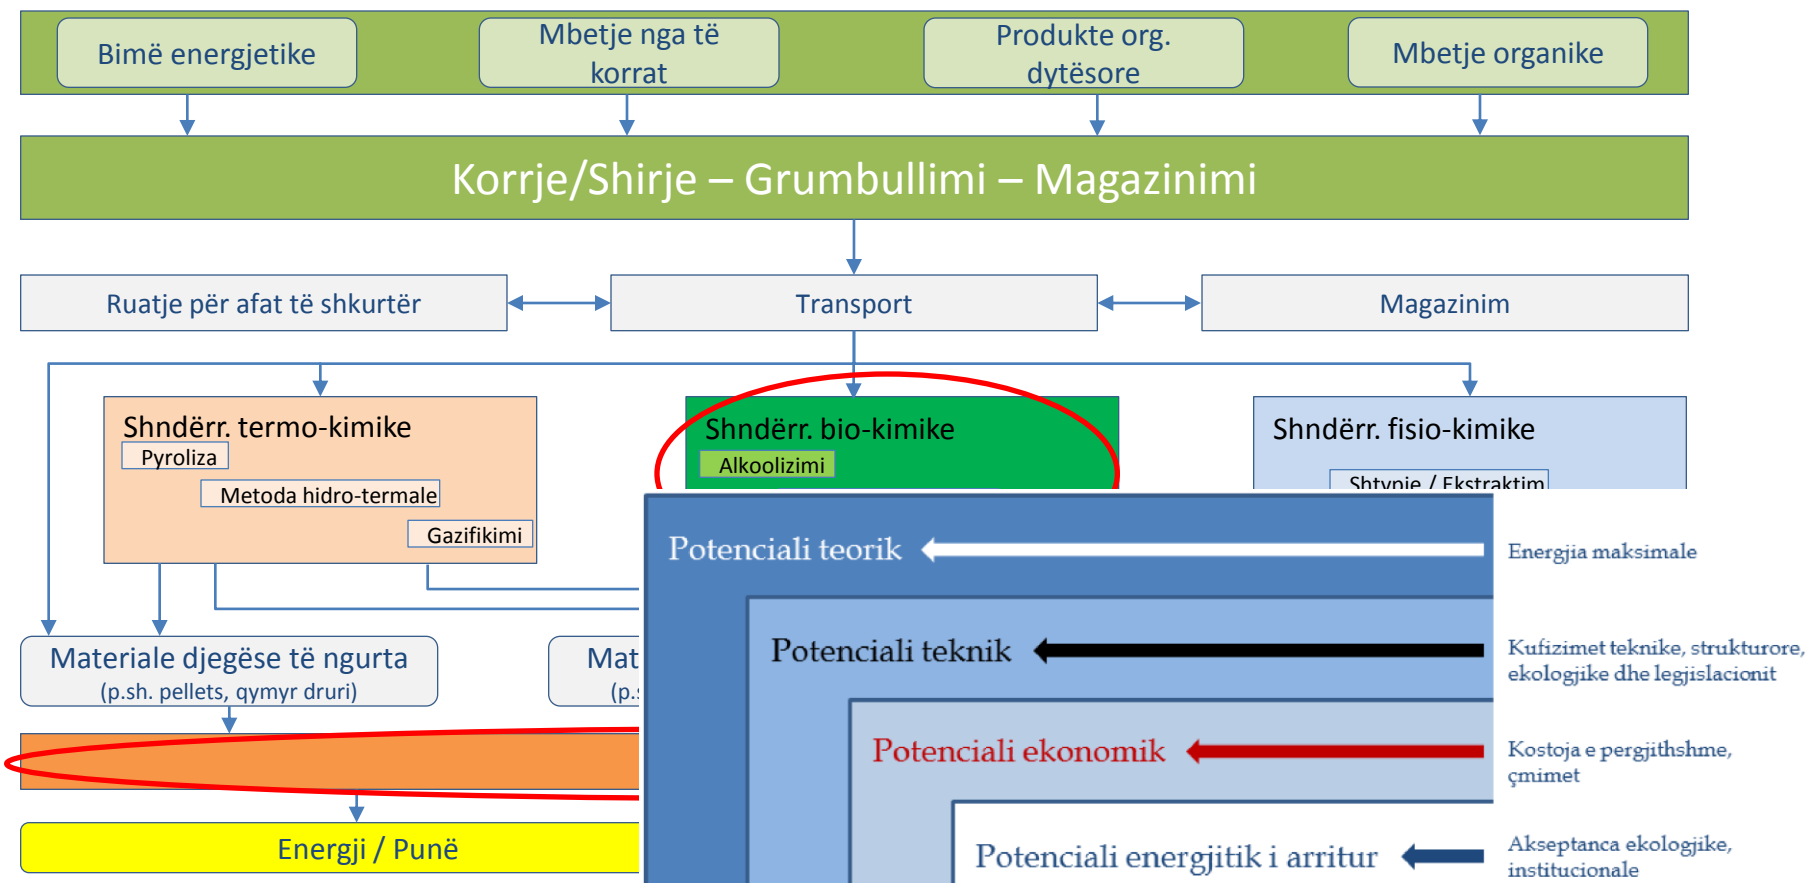 Bimë energjetike
Mbetje nga të
korrat
Produkte org.
dytësore
Mbetje organike
Korrje/Shirje – Grumbullimi – Magazinimi
Ruatje për afat të shkurtër
Transport
Magazinim
Shndërr. termo-kimike
Pyroliza
Metoda hidro-termale
Gazifikimi
Shndërr. bio-kimike
Alkoolizimi
Shndërr. fisio-kimike
Shtypje / Ekstraktim
Materiale djegëse të ngurta
(p.sh. pellets, qymyr druri)
Mat
(p.s
Energji / Punë
Potenciali teorik
Energjia maksimale
Potenciali teknik
Kufizimet teknike, strukturore,
ekologjike dhe legjislacionit
Potenciali ekonomik
Kostoja e pergjithshme,
çmimet
Potenciali energjitik i arritur
Akseptanca ekologjike,
institucionale